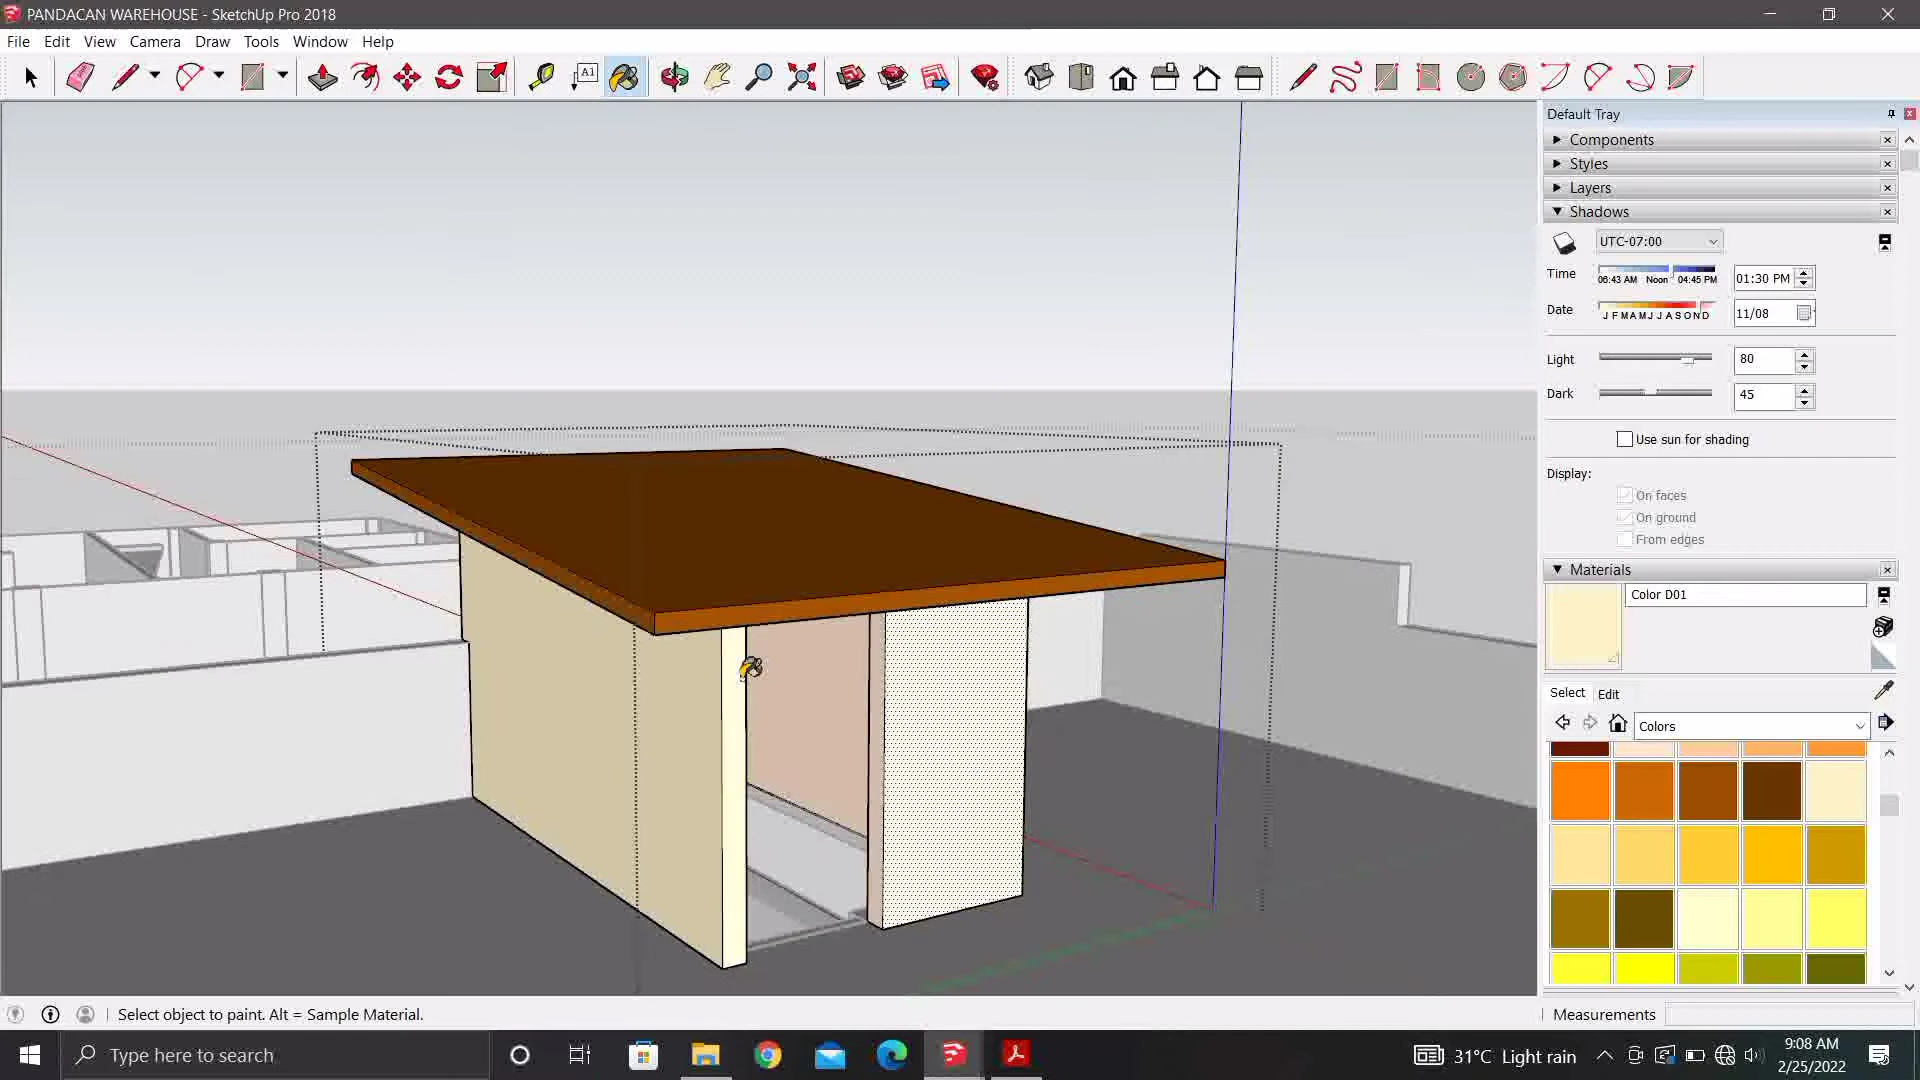 PANDACAN WAREHOUSE - SketchUp Pro 2018
File Edit View Camera Draw Tools Window Help
A1
Default Tray
Components
Styles
Layers
Shadows
UTC-07:00
Time 06:43 AM Noon 04:45 PM 01:30 PM
Date J F M A M J J A S O N D 11/08
Light 80
Dark 45
Use sun for shading
Display:
On faces
On ground
From edges
Materials
Color D01
Select Edit
Colors
Select object to paint. Alt = Sample Material.
Measurements
Type here to search
31°C Light rain
9:08 AM
2/25/2022